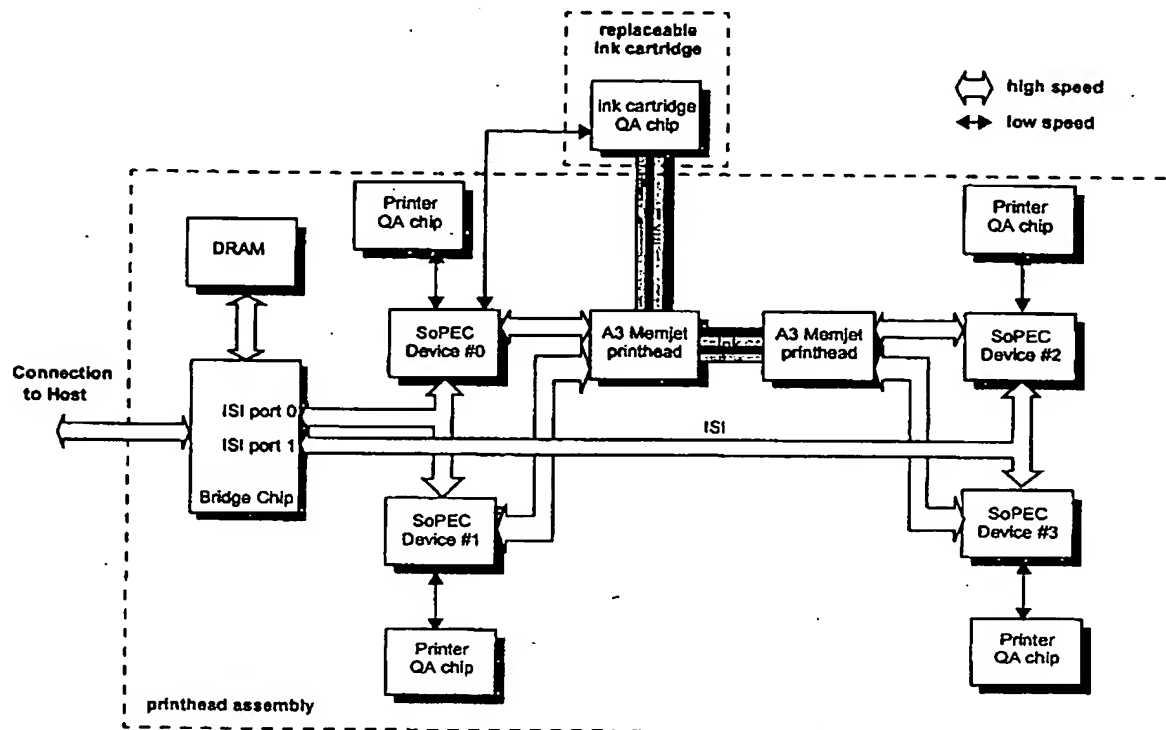 replaceable
ink cartridge
ink cartridge
QA chip
high speed
low speed
Printer
QA chip
DRAM
Printer
QA chip
SoPEC
Device #0
A3 Memjet
printhead
A3 Memjet
printhead
SoPEC
Device #2
Connection
to Host
ISI port 0
ISI port 1
Bridge Chip
ISI
SoPEC
Device #1
SoPEC
Device #3
Printer
QA chip
Printer
QA chip
printhead assembly